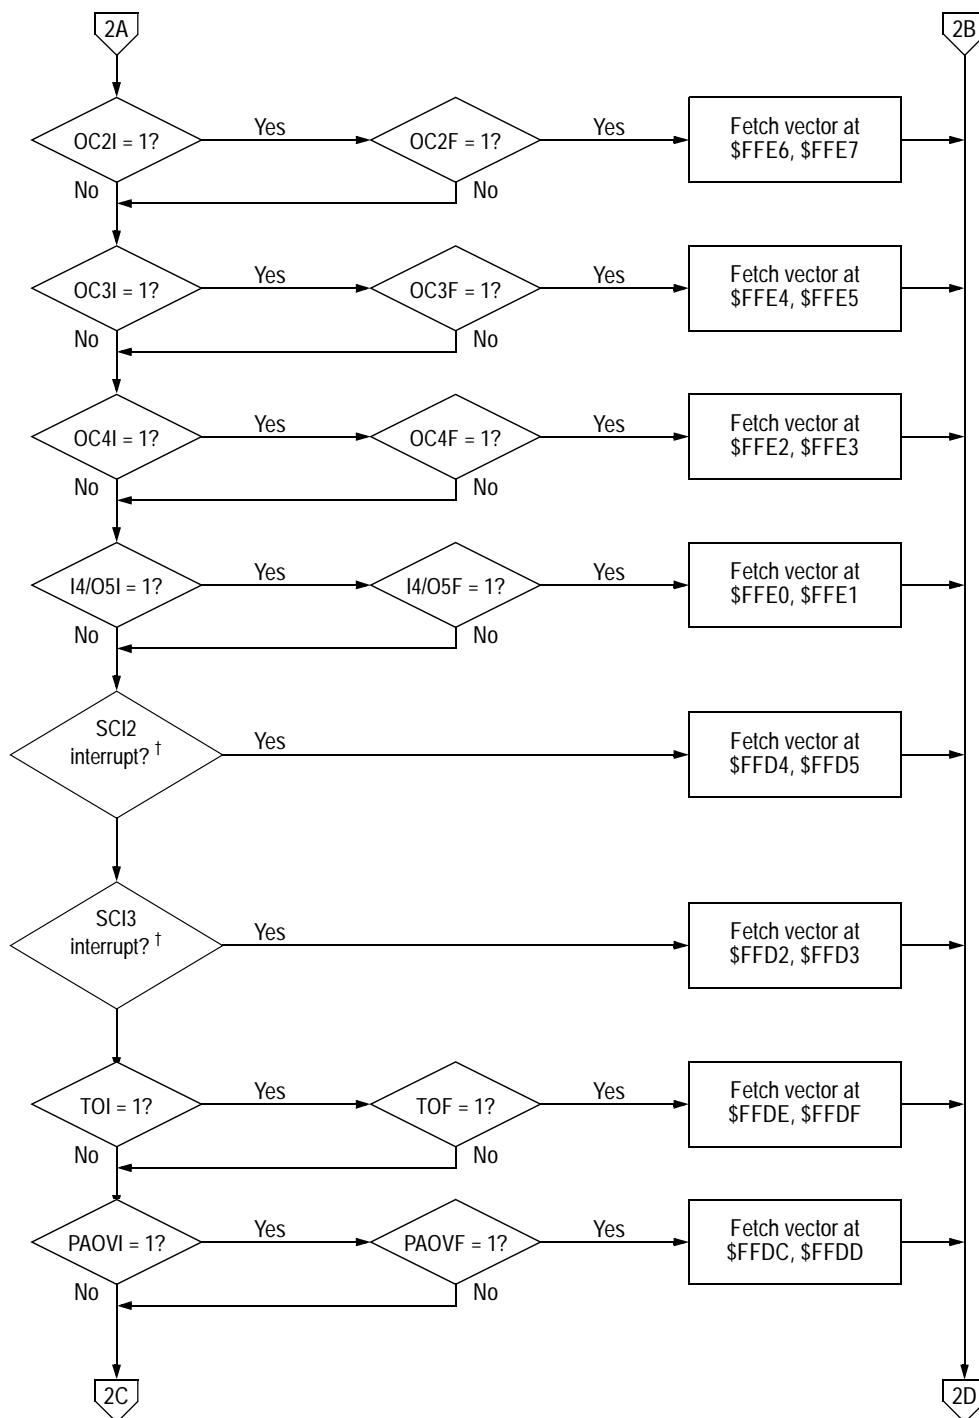 2A
2B
OC2I = 1?
Yes
OC2F = 1?
Yes
Fetch vector at
$FFE6, $FFE7
No
No
OC3I = 1?
Yes
OC3F = 1?
Yes
Fetch vector at
$FFE4, $FFE5
No
No
OC4I = 1?
Yes
OC4F = 1?
Yes
Fetch vector at
$FFE2, $FFE3
No
No
I4/O5I = 1?
Yes
I4/O5F = 1?
Yes
Fetch vector at
$FFE0, $FFE1
No
No
SCI2
interrupt? †
Yes
Fetch vector at
$FFD4, $FFD5
SCI3
interrupt? †
Yes
Fetch vector at
$FFD2, $FFD3
TOI = 1?
Yes
TOF = 1?
Yes
Fetch vector at
$FFDE, $FFDF
No
No
PAOVI = 1?
Yes
PAOVF = 1?
Yes
Fetch vector at
$FFDC, $FFDD
No
No
2C
2D